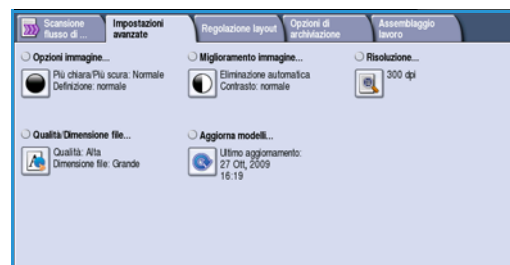 Scansione
flusso di ...
Impostazioni
avanzate
Regolazione layout
Opzioni di
archiviazione
Assemblaggio
lavoro
Opzioni immagine...
Più chiara/Più
scura: Normale
Definizione: normale
Miglioramento immagine...
Eliminazione automatica
Contrasto: normale
Risoluzione...
300 dpi
Qualità/Dimensione file...
Qualità: Alta
Dimensione file: Grande
Aggiorna modelli...
Ultimo aggiornamento:
27 Ott, 2009
16:19